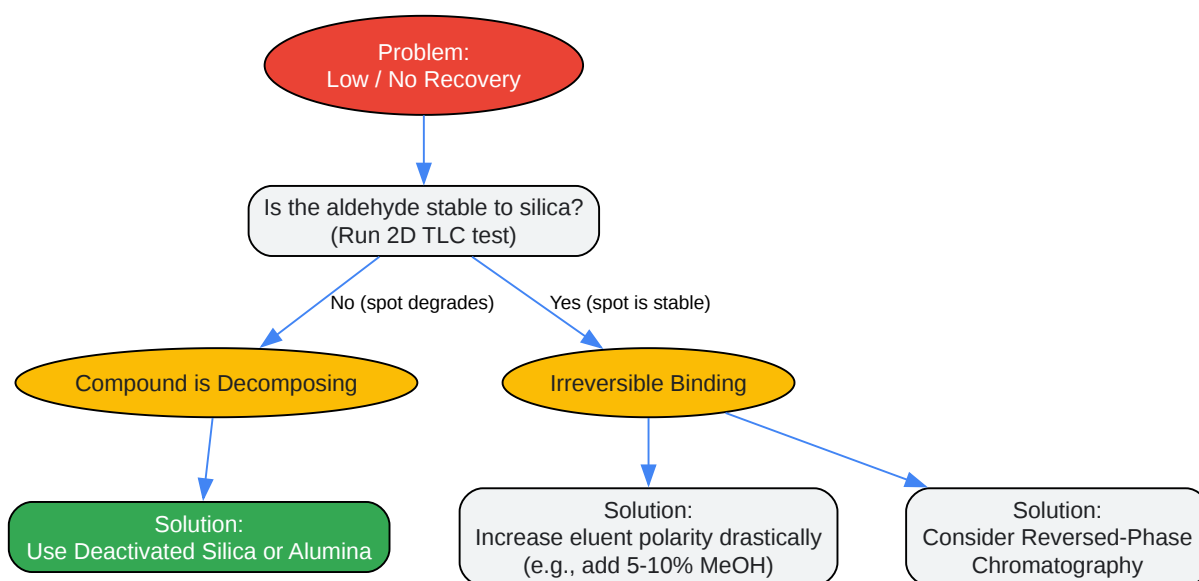 Problem:
Low / No Recovery
Is the aldehyde stable to silica?
(Run 2D TLC test)
No (spot degrades)
Yes (spot is stable)
Compound is Decomposing
Irreversible Binding
Solution:
Use Deactivated Silica or Alumina
Solution:
Increase eluent polarity drastically
(e.g., add 5-10% MeOH)
Solution:
Consider Reversed-Phase
Chromatography